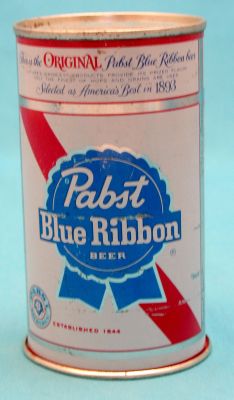 This is the ORIGINAL Pabst Blue Ribbon beer
Selected as America's Best in 1893
Pabst
Blue Ribbon
BEER
®
ESTABLISHED 1844